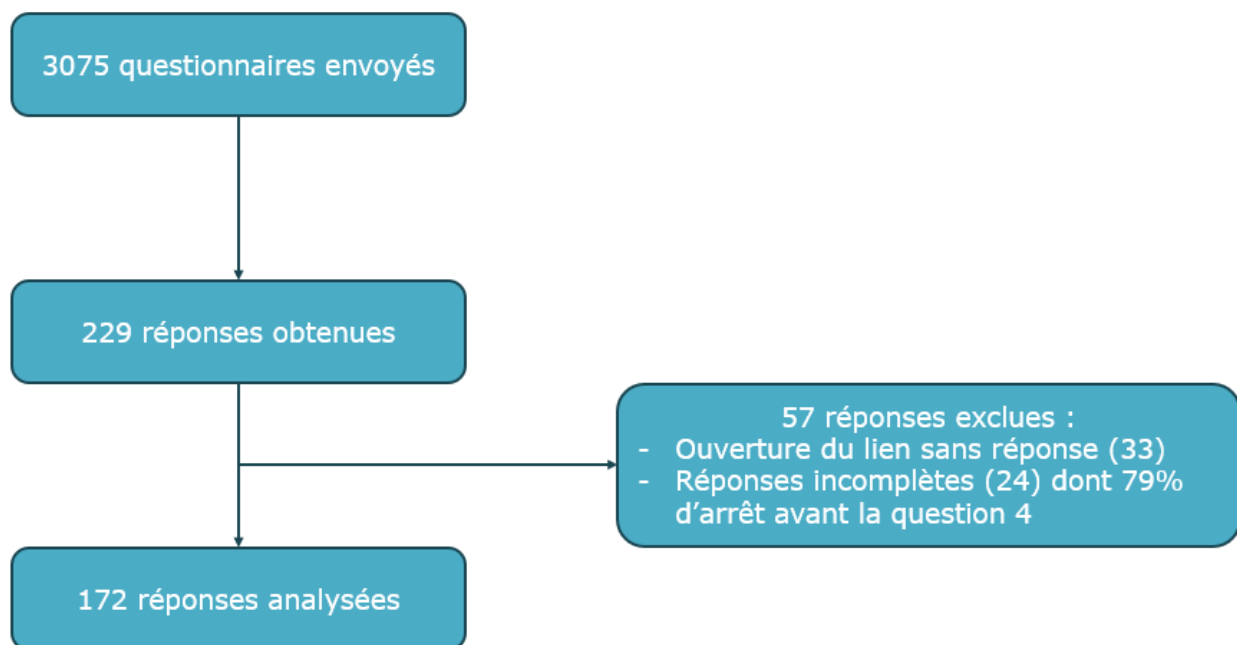 3075 questionnaires envoyés
229 réponses obtenues
57 réponses exclues :
- Ouverture du lien sans réponse (33)
- Réponses incomplètes (24) dont 79%
d’arrêt avant la question 4
172 réponses analysées